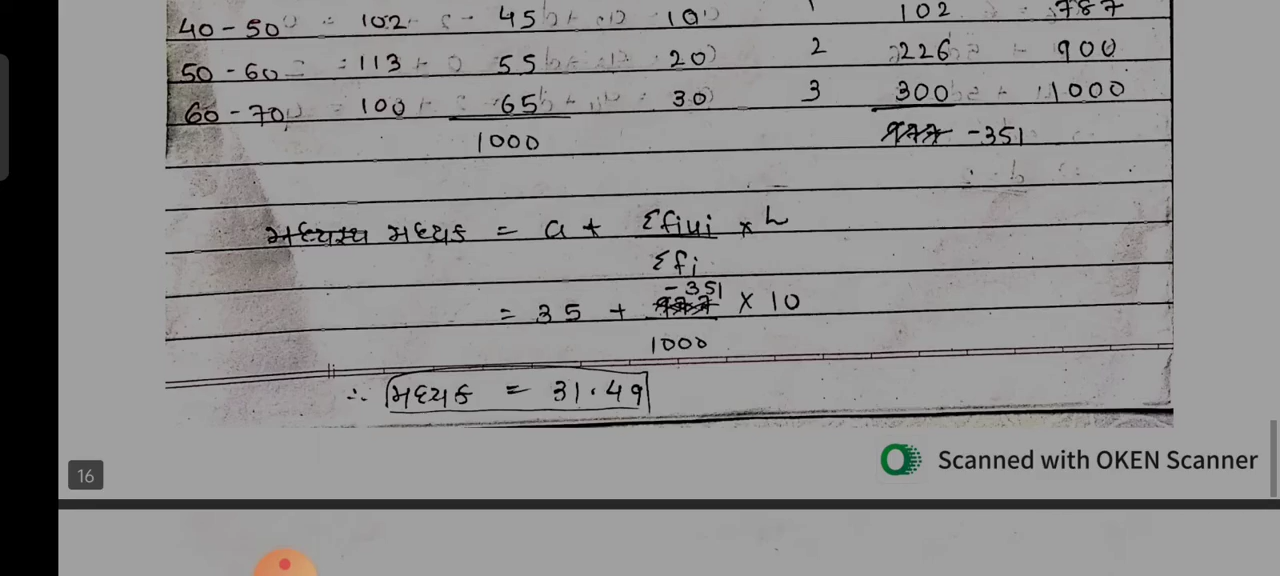 40-50 102 45 10 1 102 787
50-60 113 55 20 2 226 900
60-70 100 65 30 3 300 1000
1000 -351
મધ્યસ્થ મધ્યક = a + Σfiui × h
Σfi
-351
= 35 + × 10
1000
∴ મધ્યક = 31.49
16
Scanned with OKEN Scanner